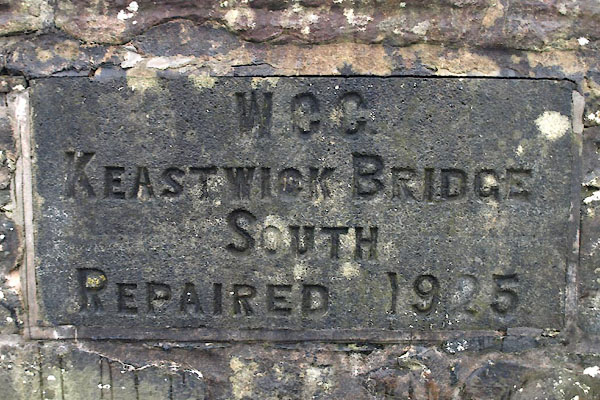 W.C.C.
KEASTWICK BRIDGE
SOUTH
REPAIRED 1925